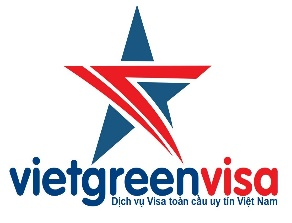 vietgreenvisa
Dịch vụ Visa toàn cầu uy tín Việt Nam